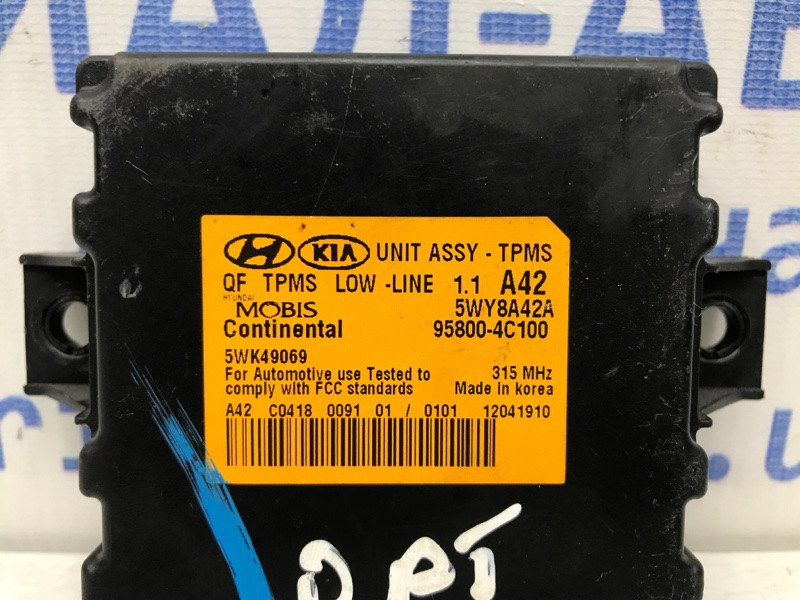 АЛ-АВ
KIA UNIT ASSY - TPMS
QF TPMS LOW -LINE 1.1 A42
HYUNDAI
MOBIS 5WY8A42A
Continental 95800-4C100
5WK49069
For Automotive use Tested to 315 MHz
comply with FCC standards Made in korea
A42 C0418 0091 01 / 0101 12041910